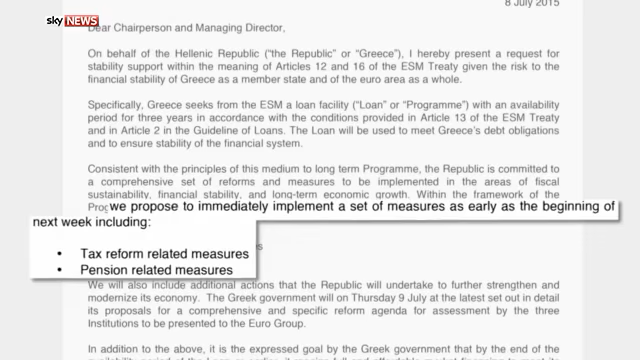 sky NEWS
8 July 2015
Dear Chairperson and Managing Director,
On behalf of the Hellenic Republic ("the Republic" or "Greece"), I hereby present a request for
stability support within the meaning of Articles 12 and 16 of the ESM Treaty given the risk to the
financial stability of Greece as a member state and of the euro area as a whole.
Specifically, Greece seeks from the ESM a loan facility ("Loan" or "Programme") with an availability
period for three years in accordance with the conditions provided in Article 13 of the ESM Treaty
and in Article 2 in the Guideline of Loans. The Loan will be used to meet Greece's debt obligations
and to ensure stability of the financial system.
Consistent with the principles of this medium to long term Programme, the Republic is committed to
a comprehensive set of reforms and measures to be implemented in the areas of fiscal
sustainability, financial stability, and long-term economic growth. Within the framework of the
we propose to immediately implement a set of measures as early as the beginning of
next week including:
• Tax reform related measures
• Pension related measures
We will also include additional actions that the Republic will undertake to further strengthen and
modernize its economy. The Greek government will on Thursday 9 July at the latest set out in detail
its proposals for a comprehensive and specific reform agenda for assessment by the three
Institutions to be presented to the Euro Group.
In addition to the above, it is the expressed goal by the Greek government that by the end of the